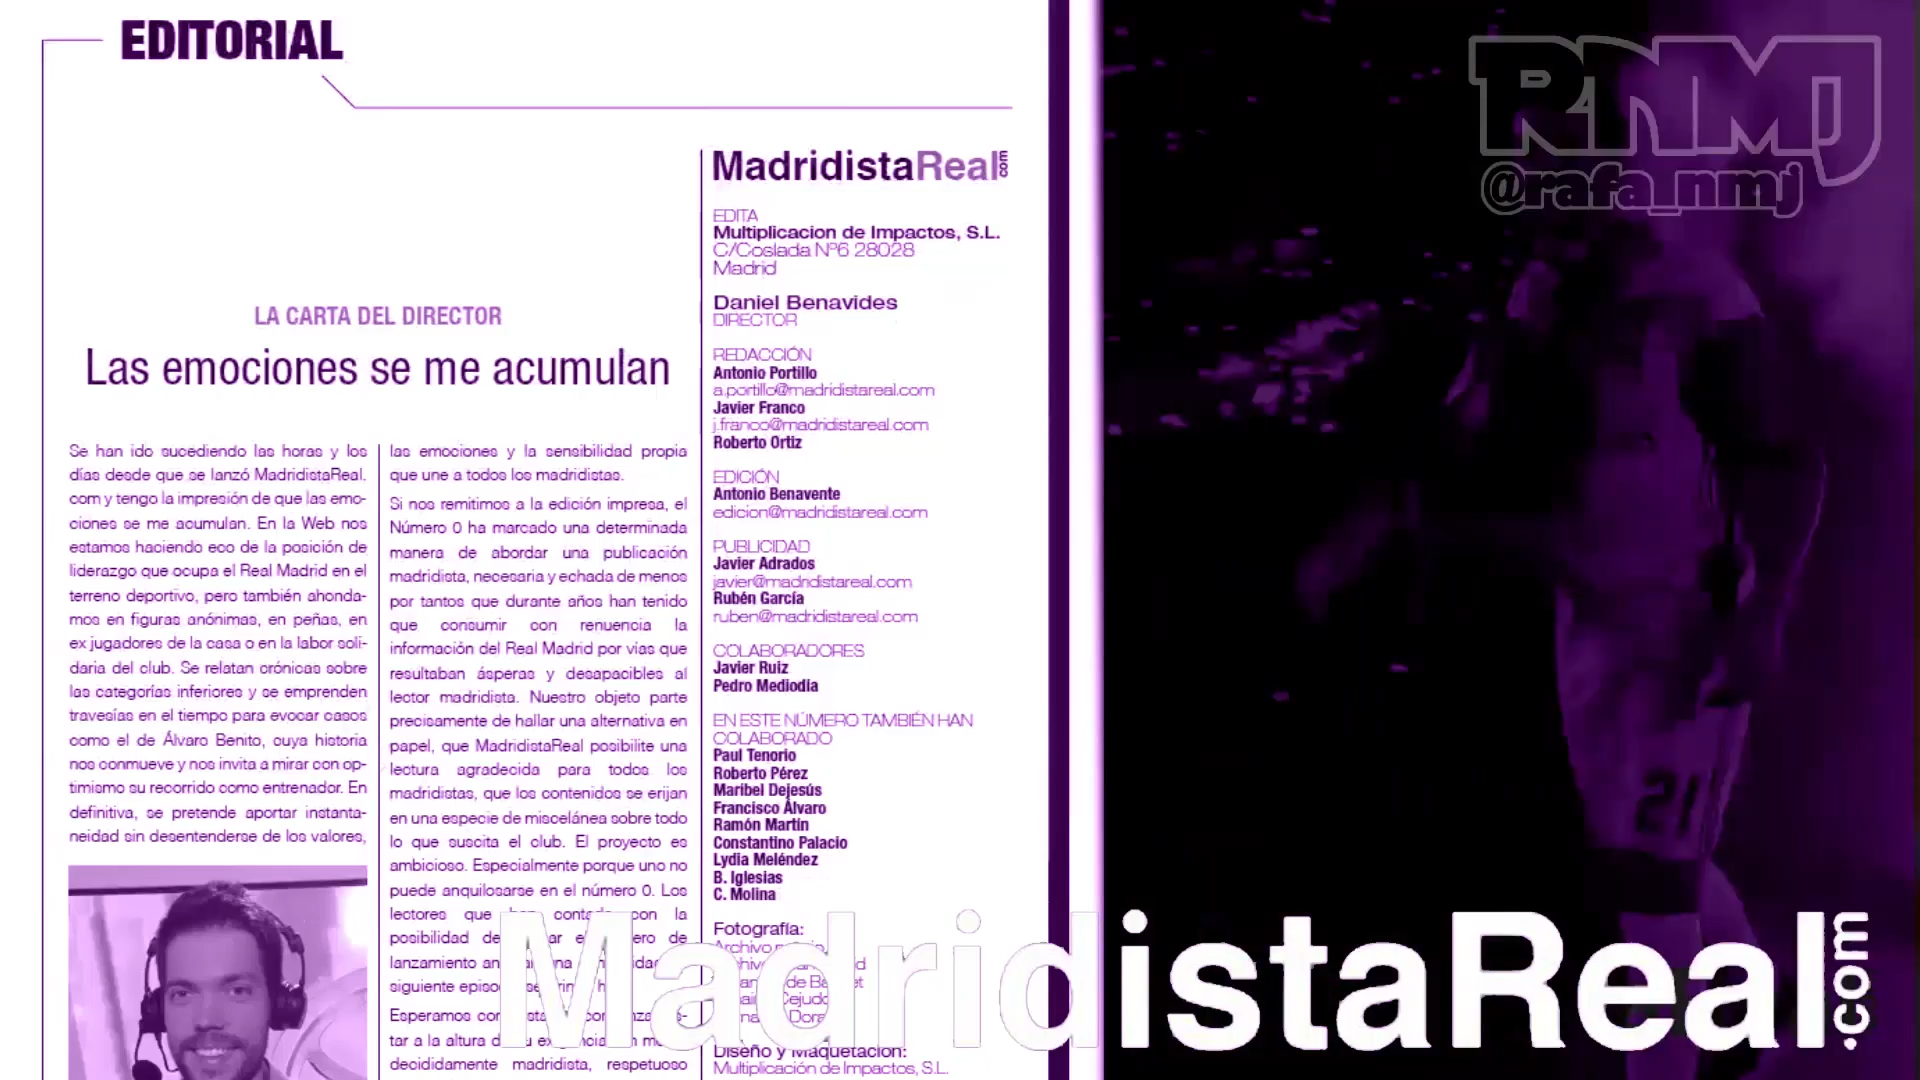 EDITORIAL
LA CARTA DEL DIRECTOR
Las emociones se me acumulan
Se han ido sucediendo las horas y los
días desde que se lanzó MadridistaReal.
com y tengo la impresión de que las emo-
ciones se me acumulan. En la Web nos
estamos haciendo eco de la posición de
liderazgo que ocupa el Real Madrid en el
terreno deportivo, pero también ahonda-
mos en figuras anónimas, en peñas, en
ex jugadores de la casa o en la labor soli-
daria del club. Se relatan crónicas sobre
las categorías inferiores y se emprenden
travesías en el tiempo para evocar casos
como el de Álvaro Benito, cuya historia
nos conmueve y nos invita a mirar con op-
timismo su recorrido como entrenador. En
definitiva, se pretende aportar instanta-
neidad sin desentenderse de los valores,
las emociones y la sensibilidad propia
que une a todos los madridistas.
Si nos remitimos a la edición impresa, el
Número 0 ha marcado una determinada
manera de abordar una publicación
madridista, necesaria y echada de menos
por tantos que durante años han tenido
que consumir con renuencia la
información del Real Madrid por vías que
resultaban ásperas y desapacibles al
lector madridista. Nuestro objeto parte
precisamente de hallar una alternativa en
papel, que MadridistaReal posibilite una
lectura agradecida para todos los
madridistas, que los contenidos se erijan
en una especie de miscelánea sobre todo
lo que suscita el club. El proyecto es
ambicioso. Especialmente porque uno no
puede anquilosarse en el número 0. Los
lectores que han contado con la
posibilidad de
lanzamiento
siguiente
Esperamos
tar a la altura
decididamente madridista, respetuoso
MadridistaReal.com
EDITA
Multiplicacion de Impactos, S.L.
C/Coslada Nº6 28028
Madrid
Daniel Benavides
DIRECTOR
REDACCIÓN
Antonio Portillo
a.portillo@madridistareal.com
Javier Franco
j.franco@madridistareal.com
Roberto Ortiz
EDICIÓN
Antonio Benavente
edicion@madridistareal.com
PUBLICIDAD
Javier Adrados
javier@madridistareal.com
Rubén García
ruben@madridistareal.com
COLABORADORES
Javier Ruiz
Pedro Mediodia
EN ESTE NÚMERO TAMBIÉN HAN
COLABORADO
Paul Tenorio
Roberto Pérez
Maribel Dejesús
Francisco Álvaro
Ramón Martín
Constantino Palacio
Lydia Meléndez
B. Iglesias
C. Molina
Fotografía:
Archivo
Diseño y Maquetación:
Multiplicación de Impactos, S.L.
RNMJ
@rafa_nmj
21
MadridistaReal.com